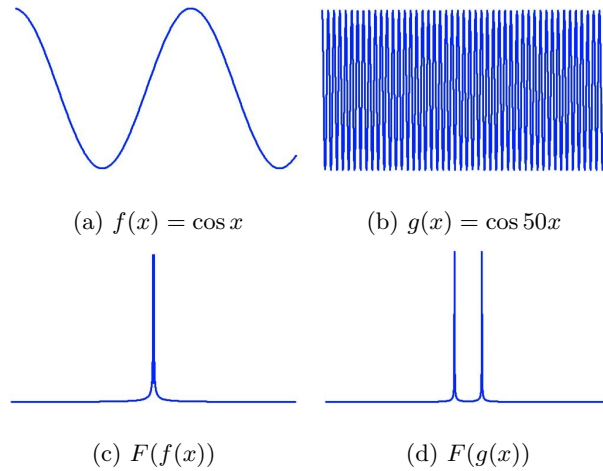 (a) f(x) = cos x
(b) g(x) = cos 50x
(c) F(f(x))
(d) F(g(x))